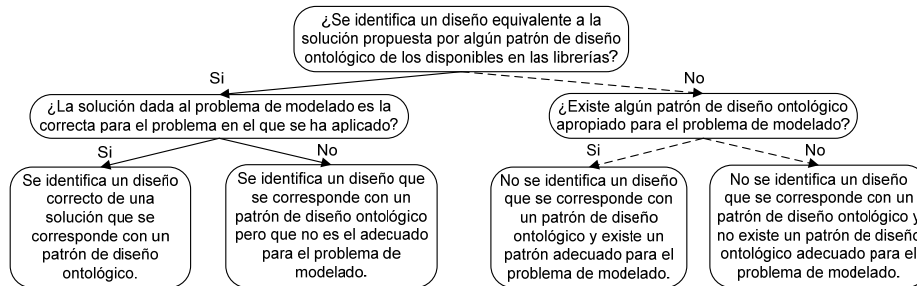 ¿Se identifica un diseño equivalente a la
solución propuesta por algún patrón de diseño
ontológico de los disponibles en las librerías?
Si
No
¿La solución dada al problema de modelado es la
correcta para el problema en el que se ha aplicado?
¿Existe algún patrón de diseño ontológico
apropiado para el problema de modelado?
Si
No
Si
No
Se identifica un diseño
correcto de una
solución que se
corresponde con un
patrón de diseño
ontológico.
Se identifica un diseño que
se corresponde con un
patrón de diseño ontológico
pero que no es el adecuado
para el problema de
modelado.
No se identifica un diseño
que se corresponde con
un patrón de diseño
ontológico y existe un
patrón adecuado para el
problema de modelado.
No se identifica un diseño
que se corresponde con un
patrón de diseño ontológico y
no existe un patrón de diseño
ontológico adecuado para el
problema de modelado.